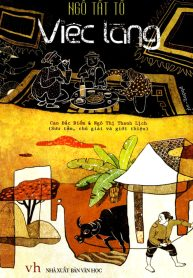 NGÔ TẤT TỐ
Việc làng
Cao Đắc Điểm & Ngô Thị Thanh Lịch
(Sưu tầm, chú giải và giới thiệu)
vh NHÀ XUẤT BẢN VĂN HỌC